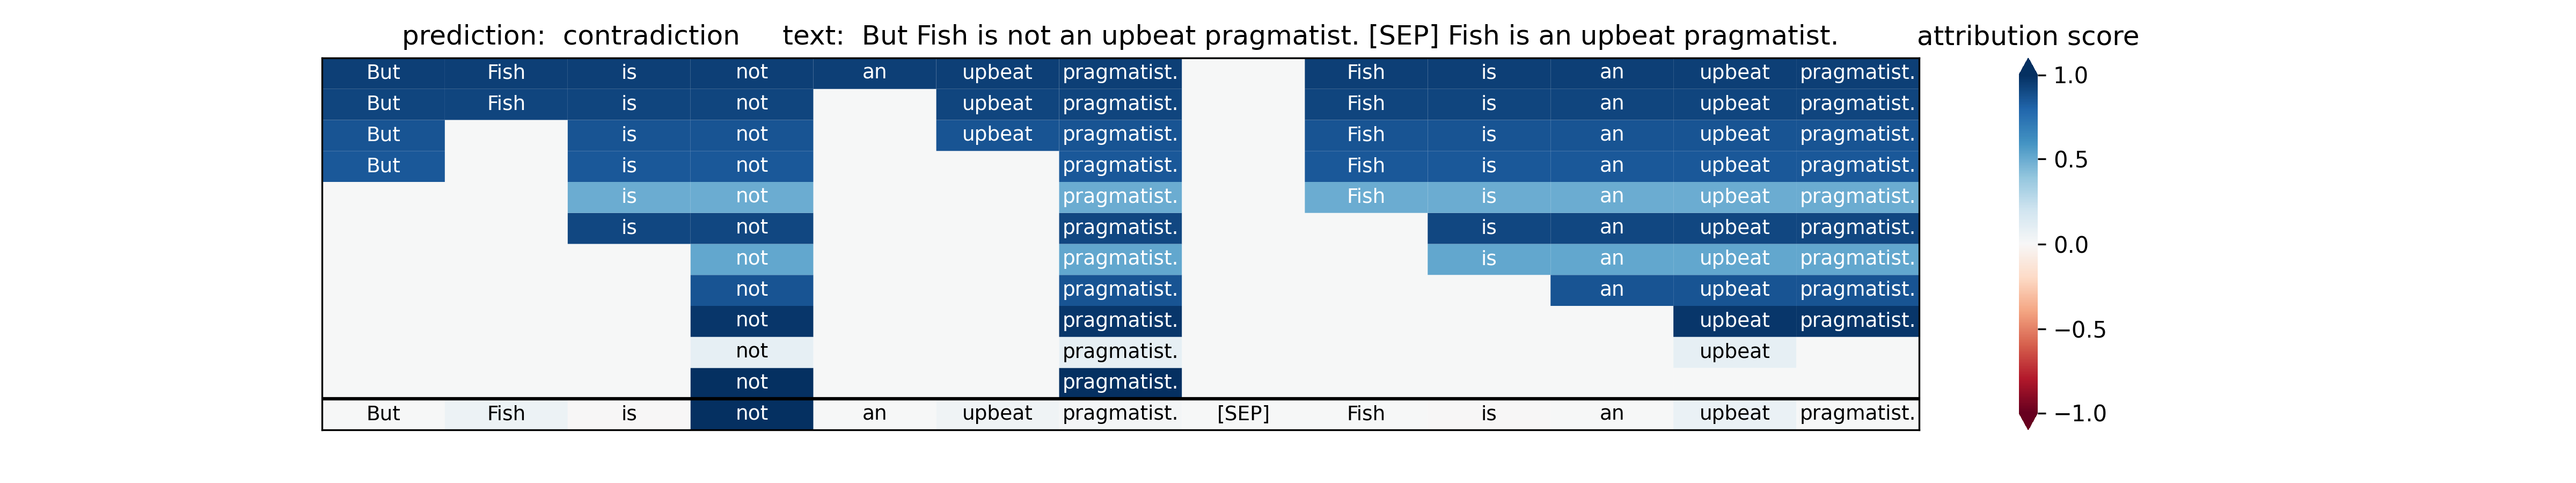 prediction:  contradiction     text:  But Fish is not an upbeat pragmatist. [SEP] Fish is an upbeat pragmatist.
attribution score
But Fish is not an upbeat pragmatist. Fish is an upbeat pragmatist.
But Fish is not upbeat pragmatist. Fish is an upbeat pragmatist.
But is not upbeat pragmatist. Fish is an upbeat pragmatist.
But is not pragmatist. Fish is an upbeat pragmatist.
is not pragmatist. Fish is an upbeat pragmatist.
is not pragmatist. is an upbeat pragmatist.
not pragmatist. is an upbeat pragmatist.
not pragmatist. an upbeat pragmatist.
not pragmatist. upbeat pragmatist.
not pragmatist. upbeat
not pragmatist.
But Fish is not an upbeat pragmatist. [SEP] Fish is an upbeat pragmatist.
1.0
0.5
0.0
−0.5
−1.0